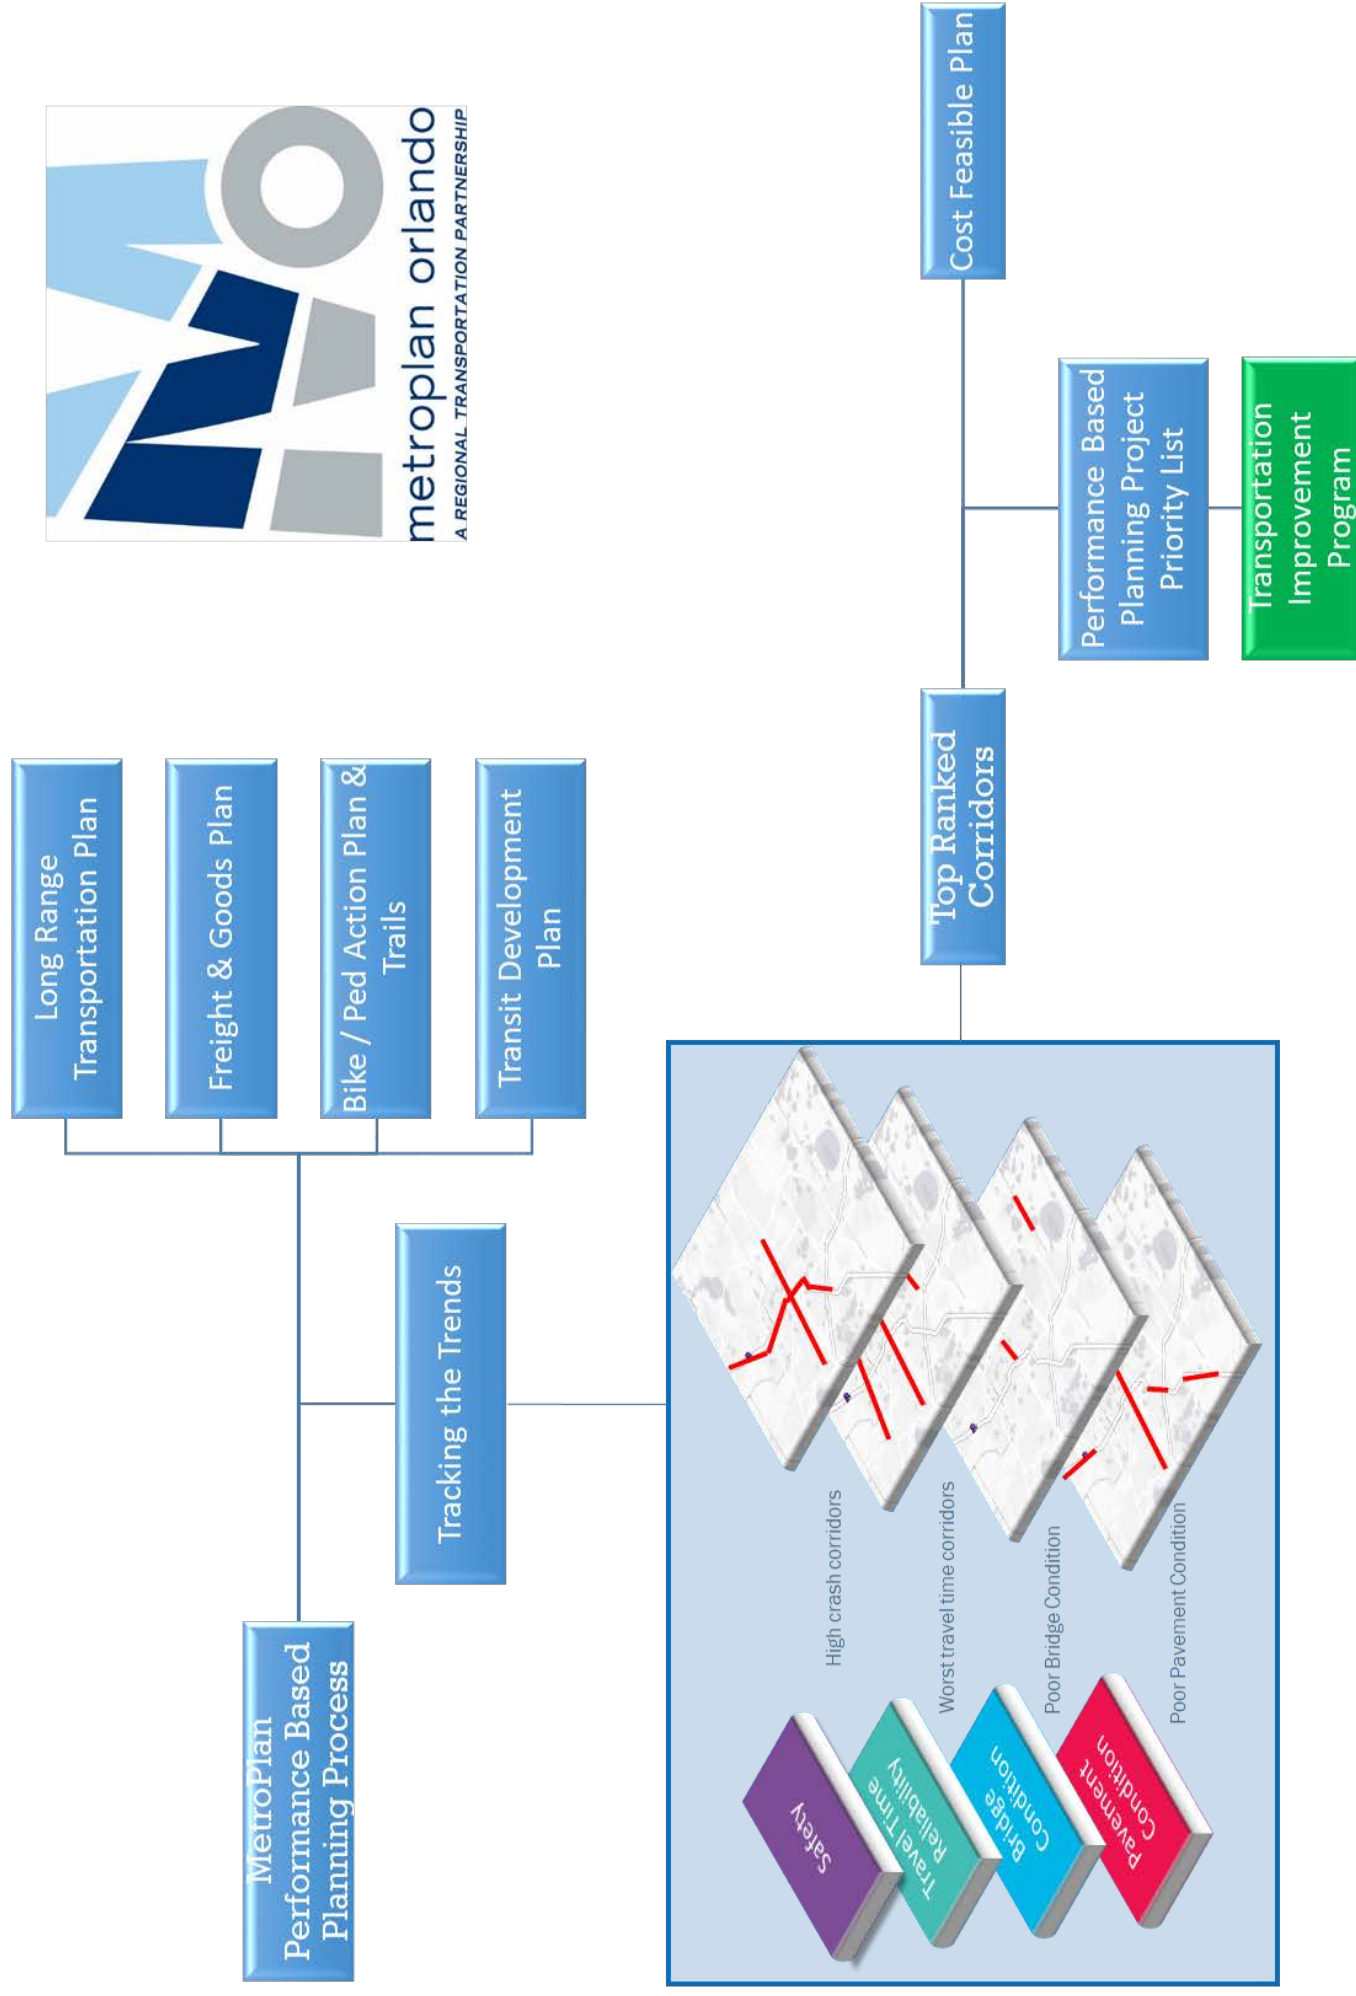 MetroPlan
Performance Based
Planning Process
Long Range
Transportation Plan
Freight & Goods Plan
Bike / Ped Action Plan &
Trails
Transit Development
Plan
metroplan orlando
A REGIONAL TRANSPORTATION PARTNERSHIP
Tracking the Trends
Safety
Travel Time
Reliability
Bridge
Condition
Pavement
Condition
High crash corridors
Worst travel time corridors
Poor Bridge Condition
Poor Pavement Condition
Top Ranked
Corridors
Cost Feasible Plan
Performance Based
Planning Project
Priority List
Transportation
Improvement
Program